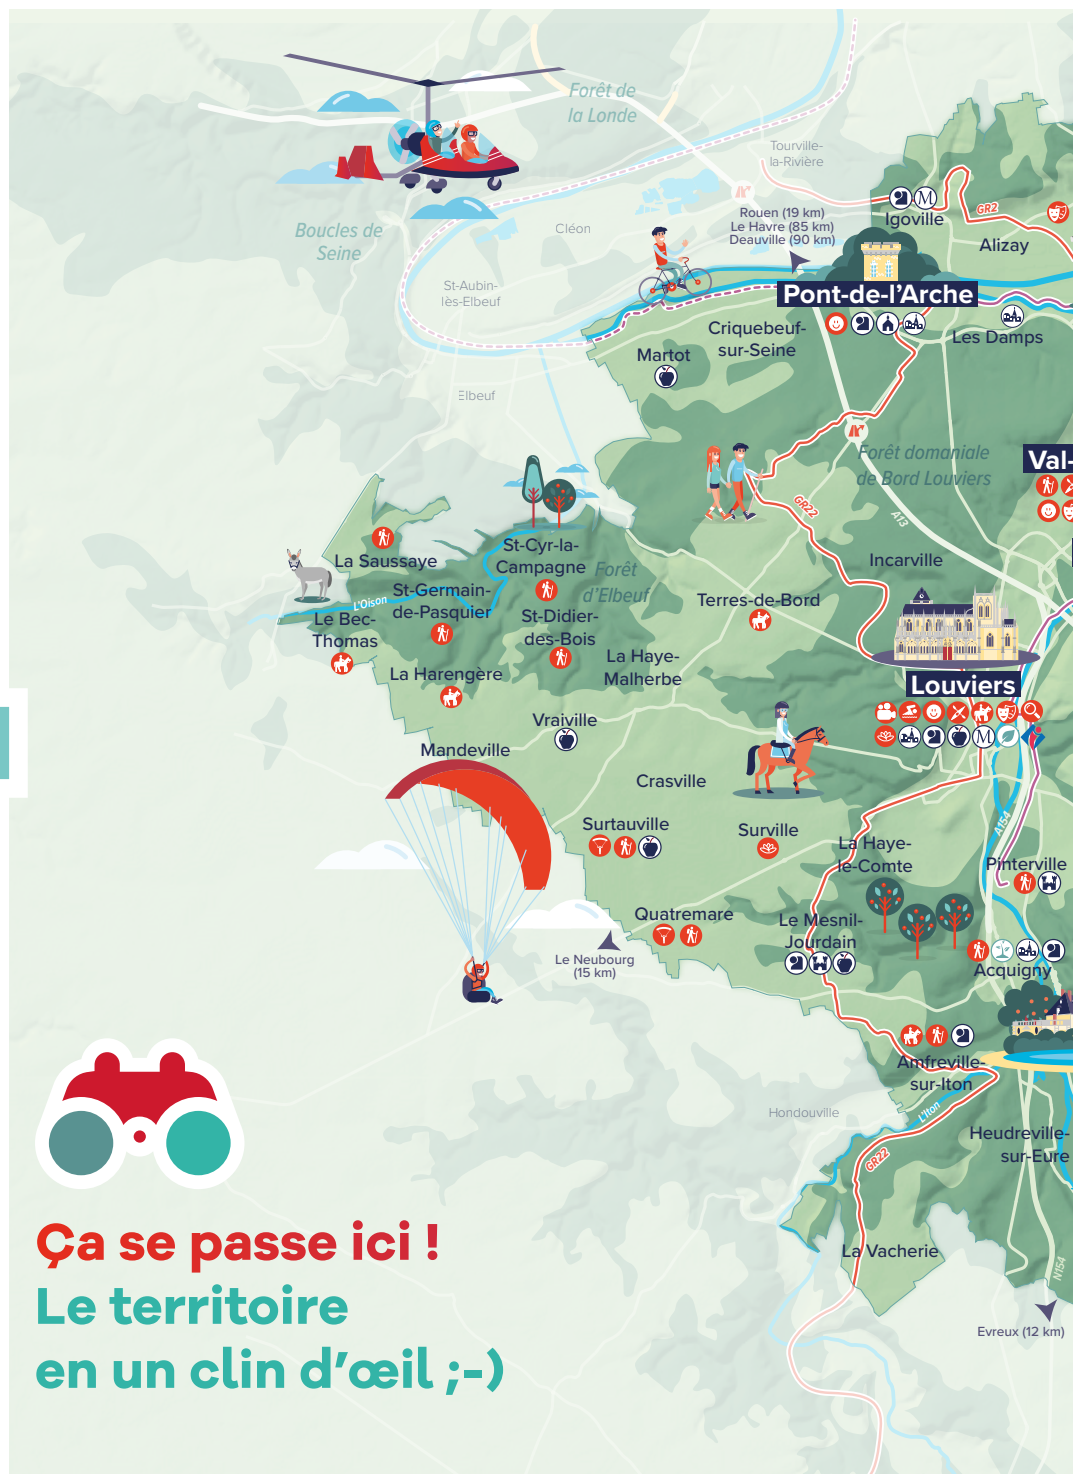 Forêt de
la Londe
Tourville-
la-Rivière
Igoville
GR2
Alizay
Boucles de
Seine
Cléon
Rouen (19 km)
Le Havre (85 km)
Deauville (90 km)
St-Aubin-
lès-Elbeuf
Pont-de-l'Arche
Criquebeuf-
sur-Seine
Les Damps
Martot
Elbeuf
Forêt domaniale
de Bord Louviers
Val-
GR22
A13
St-Cyr-la-
Campagne
La Saussaye
Forêt
d'Elbeuf
Incarville
L'Oison
St-Germain-
de-Pasquier
Terres-de-Bord
Le Bec-
Thomas
St-Didier-
des-Bois
La Haye-
Malherbe
La Harengère
Louviers
Vraiville
M
M
Mandeville
Crasville
Surtauville
Surville
A154
La Haye-
le-Comte
Pinterville
Quatremare
Le Mesnil-
Jourdain
Le Neubourg
(15 km)
Acquigny
Amfreville-
sur-Iton
Hondouville
L'Iton
Heudreville-
sur-Eure
GR22
La Vacherie
N154
Evreux (12 km)
Ça se passe ici !
Le territoire
en un clin d'œil ;-)